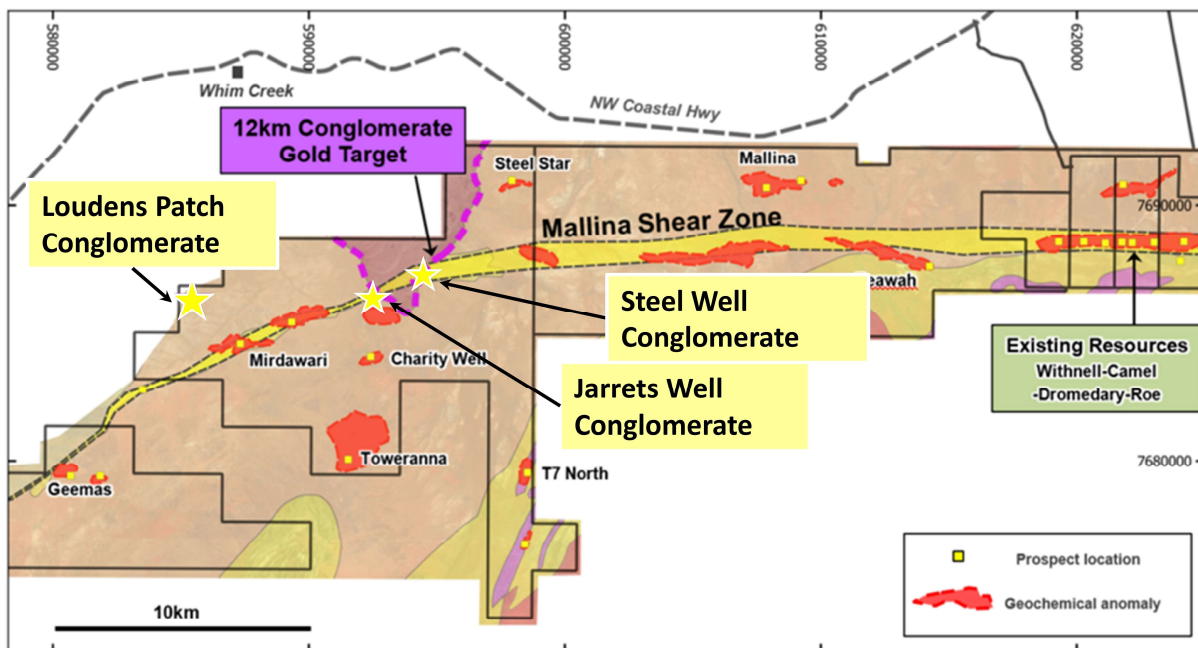 580000
590000
600000
610000
620000
Whim Creek
NW Coastal Hwy
12km Conglomerate
Gold Target
Steel Star
Mallina
Loudens Patch
Conglomerate
7690000
Mallina Shear Zone
eawah
Steel Well
Conglomerate
Existing Resources
Withnell-Camel
-Dromedary-Roe
Mirdawari
Charity Well
Jarrets Well
Conglomerate
Toweranna
T7 North
7680000
Geemas
Prospect location
Geochemical anomaly
10km